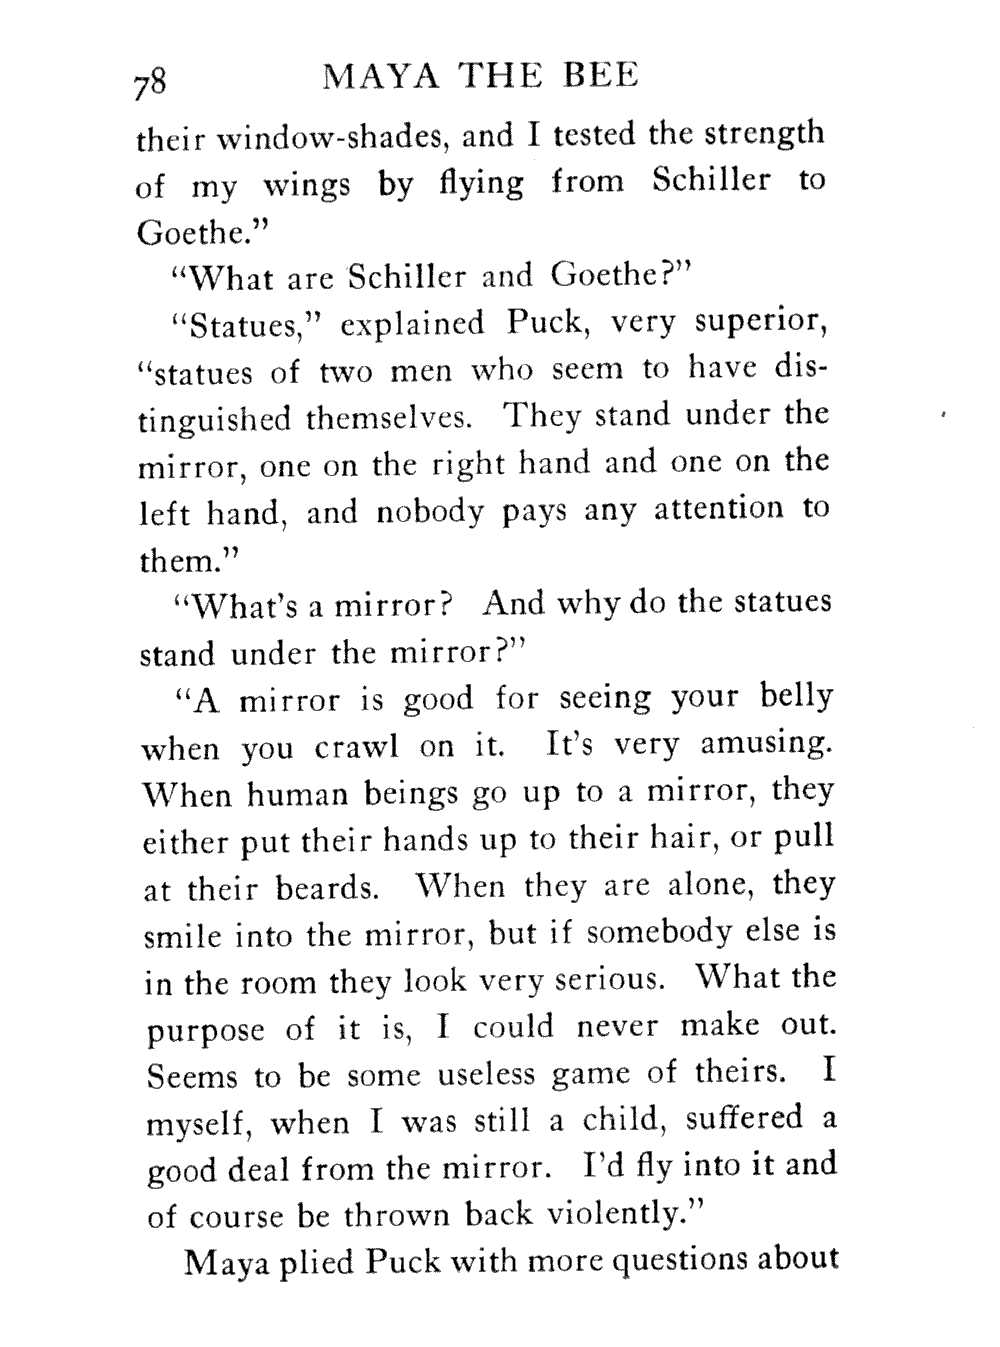 78 MAYA THE BEE
their window-shades, and I tested the strength
of my wings by flying from Schiller to
Goethe.”
“What are Schiller and Goethe?”
“Statues,” explained Puck, very superior,
“statues of two men who seem to have dis-
tinguished themselves. They stand under the
mirror, one on the right hand and one on the
left hand, and nobody pays any attention to
them.”
“What’s a mirror? And why do the statues
stand under the mirror?”
“A mirror is good for seeing your belly
when you crawl on it. It’s very amusing.
When human beings go up to a mirror, they
either put their hands up to their hair, or pull
at their beards. When they are alone, they
smile into the mirror, but if somebody else is
in the room they look very serious. What the
purpose of it is, I could never make out.
Seems to be some useless game of theirs. I
myself, when I was still a child, suffered a
good deal from the mirror. I’d fly into it and
of course be thrown back violently.”
Maya plied Puck with more questions about